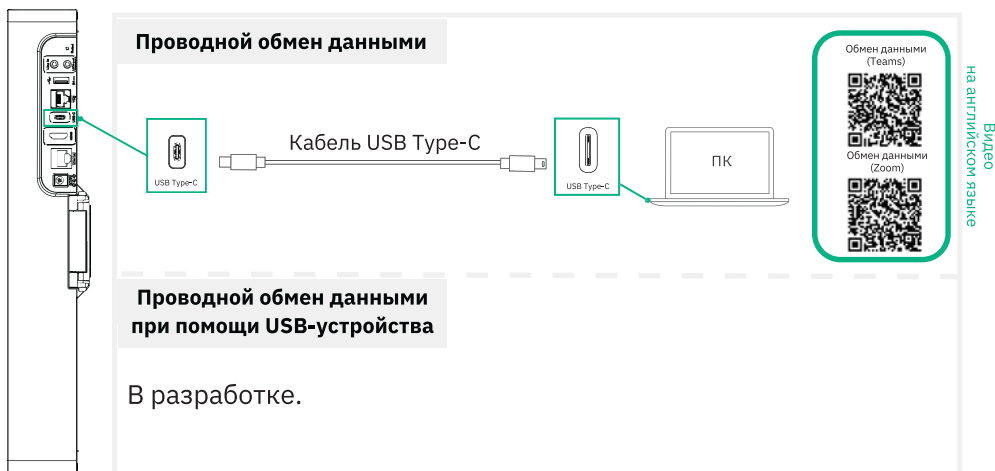 Проводной обмен данными
Кабель USB Type-C
USB Type-C
USB Type-C
ПК
Обмен данными
(Teams)
Обмен данными
(Zoom)
Видео
на английском языке
Проводной обмен данными
при помощи USB-устройства
В разработке.